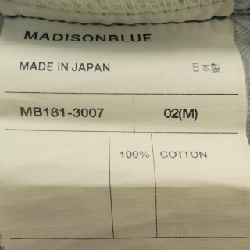 MADISONBLUE
MADE IN JAPAN 日本製
MB181-3007 02(M)
100% COTTON